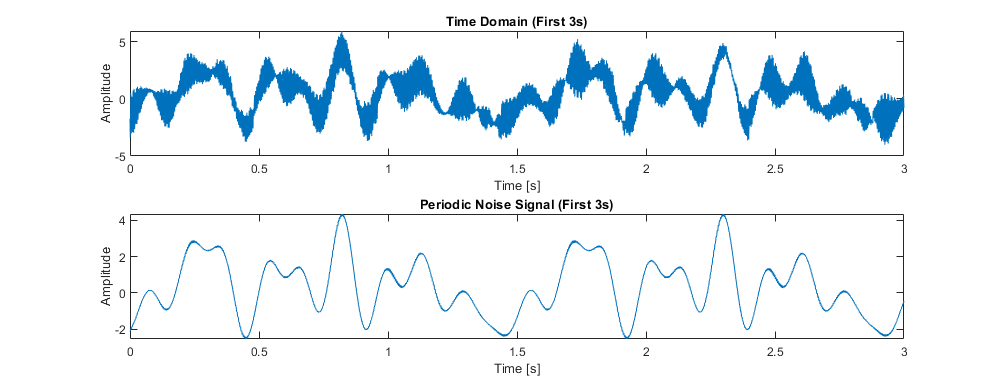 Time Domain (First 3s)
5
0
-5
Amplitude
0 0.5 1 1.5 2 2.5 3
Time [s]
Periodic Noise Signal (First 3s)
4
2
0
-2
Amplitude
0 0.5 1 1.5 2 2.5 3
Time [s]